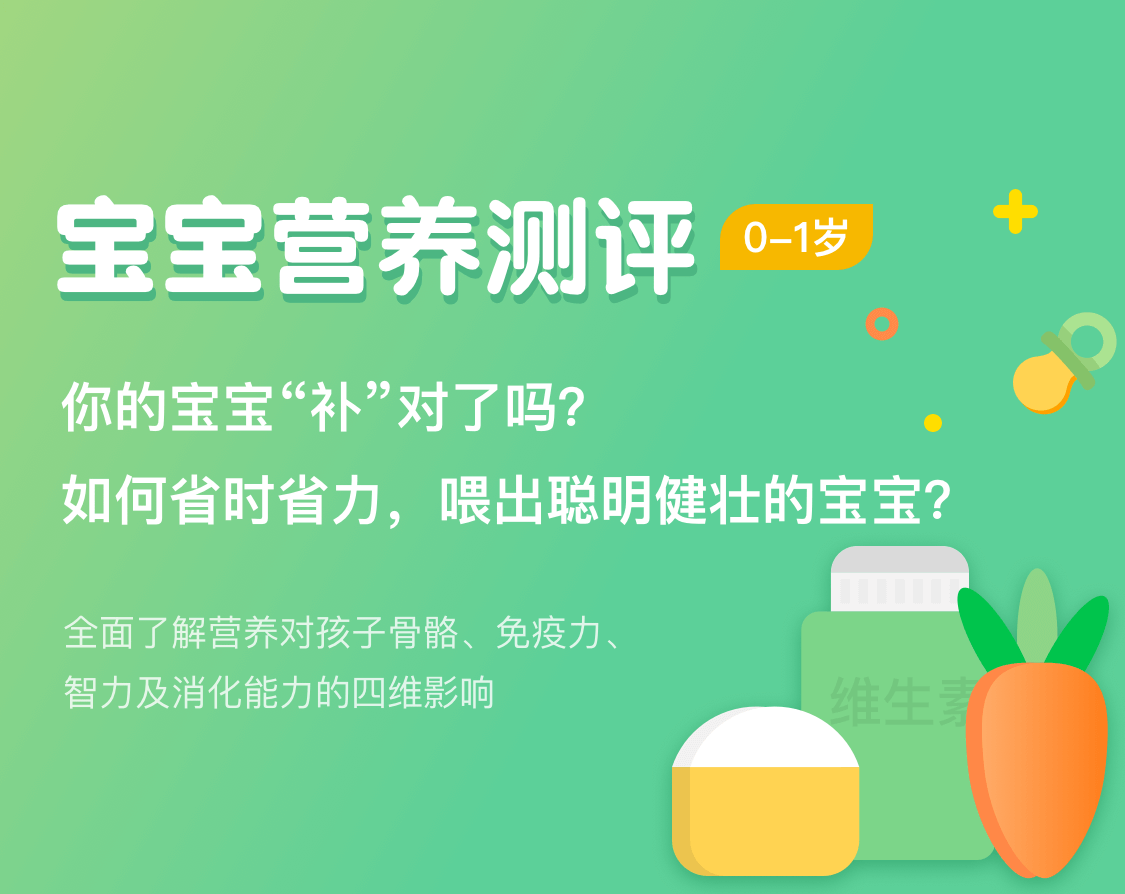 宝宝营养测评
0–1岁
你的宝宝“补”对了吗?
如何省时省力，喂出聪明健壮的宝宝?
全面了解营养对孩子骨骼、免疫力、
智力及消化能力的四维影响
维生素